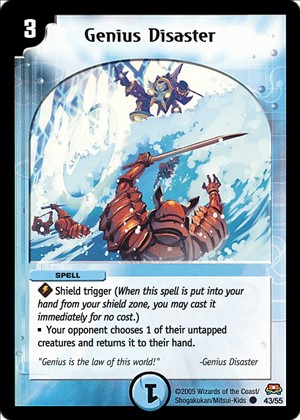 3
Genius Disaster
SPELL
Shield trigger (When this spell is put into your
hand from your shield zone, you may cast it
immediately for no cost.)
▪ Your opponent chooses 1 of their untapped
creatures and returns it to their hand.
"Genius is the law of this world!" -Genius Disaster
1
©2005 Wizards of the Coast/
Shogakukan/Mitsui-Kids ● 43/55